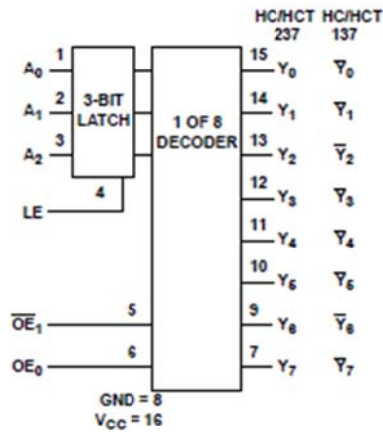 HC/HCT HC/HCT
237 137
A0 1 15 Y0 Y̅0
3-BIT
LATCH
A1 2 14 Y1 Y̅1
1 OF 8
DECODER
A2 3 13 Y2 Y̅2
4
12 Y3 Y̅3
LE
11 Y4 Y̅4
10 Y5 Y̅5
O̅E̅1 5 9 Y6 Y̅6
OE0 6 7 Y7 Y̅7
GND = 8
VCC = 16